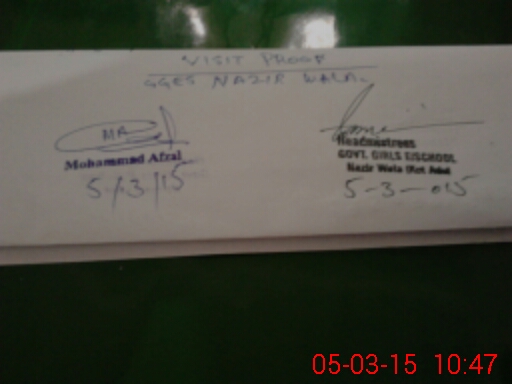 VISIT PROOF
GGES NAZIR WALA.
MA
Mohammad Afzal
5/3/15
Headmistress
GOVT. GIRLS E/SCHOOL
Nazir Wala (Kot Adu)
5-3-015
05-03-15 10:47